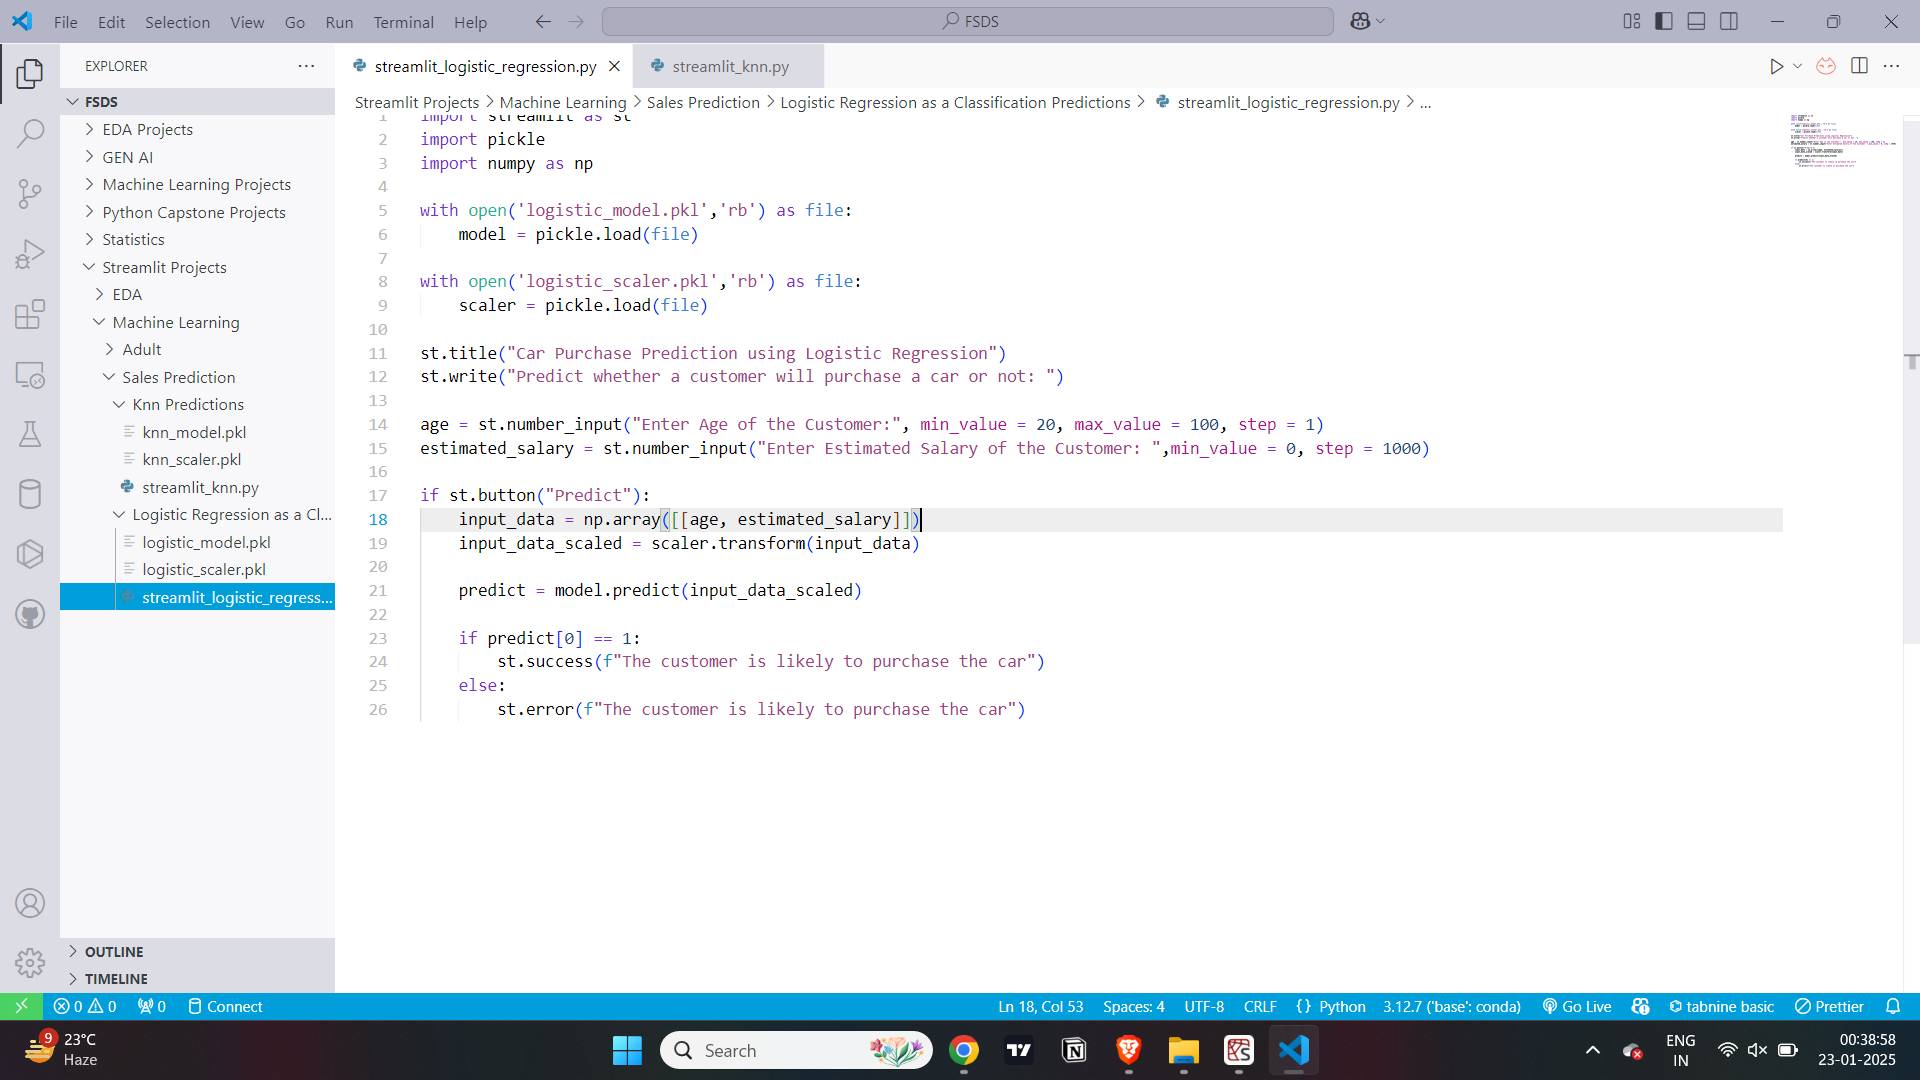 File Edit Selection View Go Run Terminal Help
FSDS
EXPLORER
FSDS
EDA Projects
GEN AI
Machine Learning Projects
Python Capstone Projects
Statistics
Streamlit Projects
EDA
Machine Learning
Adult
Sales Prediction
Knn Predictions
knn_model.pkl
knn_scaler.pkl
streamlit_knn.py
Logistic Regression as a Cl...
logistic_model.pkl
logistic_scaler.pkl
streamlit_logistic_regress...
OUTLINE
TIMELINE
streamlit_logistic_regression.py streamlit_knn.py
Streamlit Projects > Machine Learning > Sales Prediction > Logistic Regression as a Classification Predictions > streamlit_logistic_regression.py > ...
1 import streamlit as st
2 import pickle
3 import numpy as np
4
5 with open('logistic_model.pkl','rb') as file:
6 model = pickle.load(file)
7
8 with open('logistic_scaler.pkl','rb') as file:
9 scaler = pickle.load(file)
10
11 st.title("Car Purchase Prediction using Logistic Regression")
12 st.write("Predict whether a customer will purchase a car or not: ")
13
14 age = st.number_input("Enter Age of the Customer:", min_value = 20, max_value = 100, step = 1)
15 estimated_salary = st.number_input("Enter Estimated Salary of the Customer: ",min_value = 0, step = 1000)
16
17 if st.button("Predict"):
18 input_data = np.array([[age, estimated_salary]])
19 input_data_scaled = scaler.transform(input_data)
20
21 predict = model.predict(input_data_scaled)
22
23 if predict[0] == 1:
24 st.success(f"The customer is likely to purchase the car")
25 else:
26 st.error(f"The customer is likely to purchase the car")
0 0 0 Connect
Ln 18, Col 53 Spaces: 4 UTF-8 CRLF {} Python 3.12.7 ('base': conda) Go Live tabnine basic Prettier
9 23°C
Haze
Search
ENG
IN
00:38:58
23-01-2025